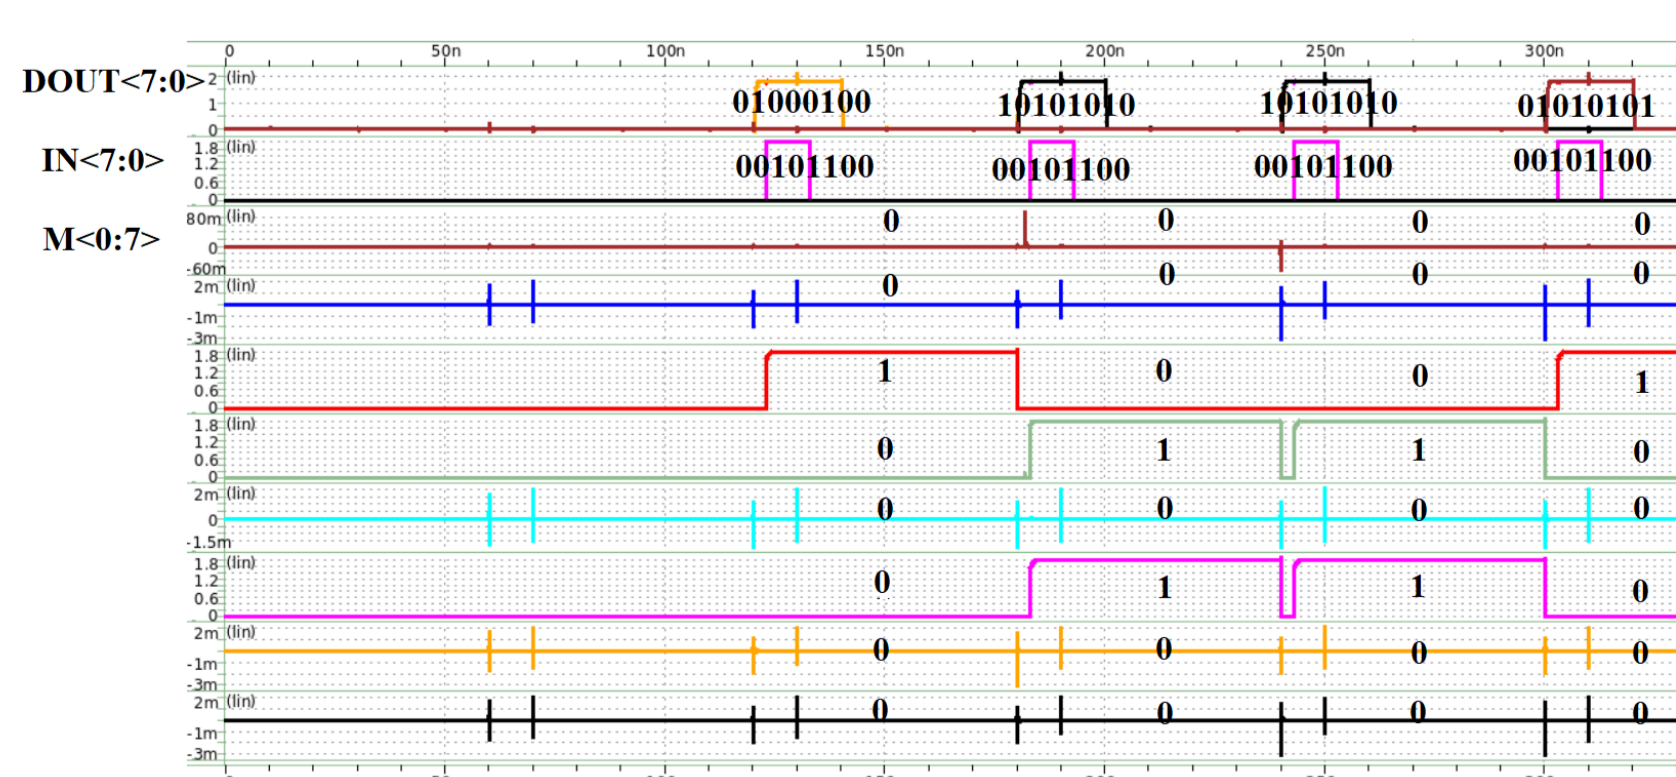 0 50n 100n 150n 200n 250n 300n
DOUT<7:0> 2 (lin)
01000100 10101010 10101010 01010101
1
0
IN<7:0> 1.8
1.2
00101100 00101100 00101100 00101100
0.6
0
M<0:7> 80m (lin) 0 0 0 0
0
-60m
2m (lin) 0 0 0 0
-1m
-3m
1.8 (lin)
1.2 1 0 0 1
0.6
0
1.8 (lin)
1.2 0 1 1 0
0.6
0
2m (lin)
0 0 0 0 0
-1.5m
1.8 (lin)
1.2 0 1 1 0
0.6
0
2m (lin)
0 0 0 0
-1m
-3m
2m (lin) 0 0 0 0
-1m
-3m